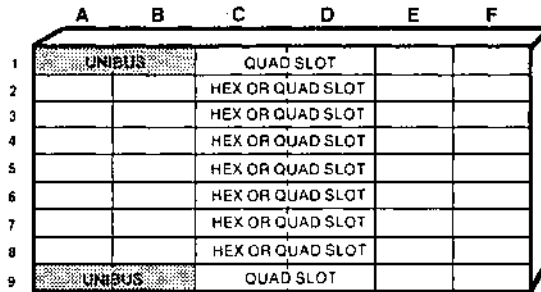 A B C D E F
1 UNIBUS QUAD SLOT
2 HEX OR QUAD SLOT
3 HEX OR QUAD SLOT
4 HEX OR QUAD SLOT
5 HEX OR QUAD SLOT
6 HEX OR QUAD SLOT
7 HEX OR QUAD SLOT
8 HEX OR QUAD SLOT
9 UNIBUS QUAD SLOT